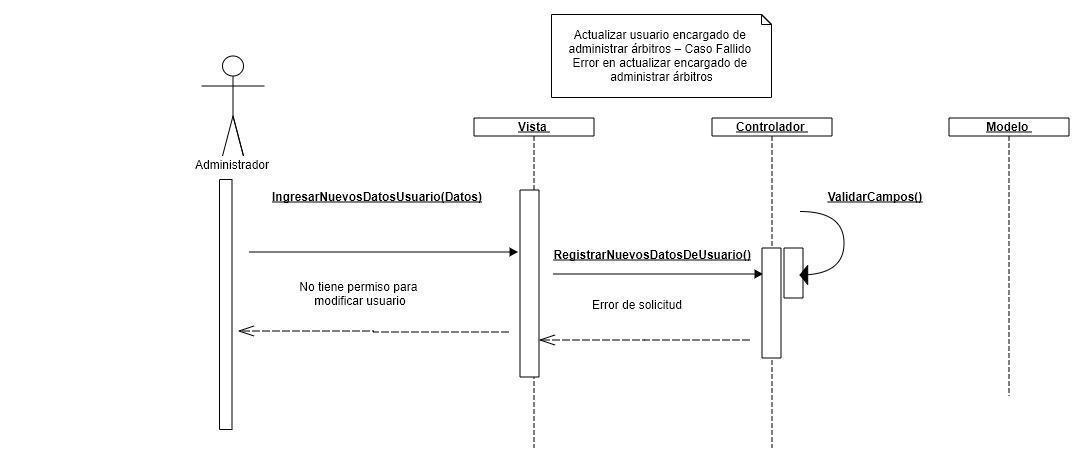 Actualizar usuario encargado de
administrar árbitros – Caso Fallido
Error en actualizar encargado de
administrar árbitros
Vista
Controlador
Modelo
Administrador
IngresarNuevosDatosUsuario(Datos)
ValidarCampos()
RegistrarNuevosDatosDeUsuario()
No tiene permiso para
modificar usuario
Error de solicitud